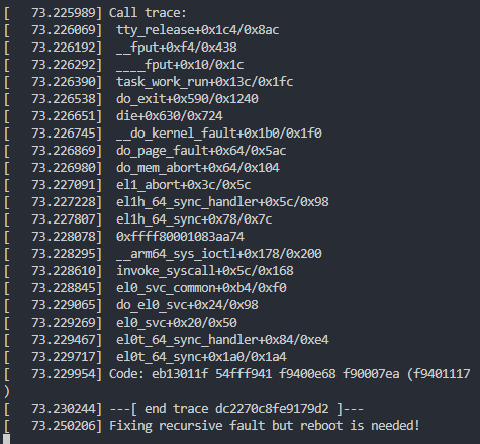 [   73.225989] Call trace:
[   73.226069]  tty_release+0x1c4/0x8ac
[   73.226192]  __fput+0xf4/0x438
[   73.226292]  ____fput+0x10/0x1c
[   73.226390]  task_work_run+0x13c/0x1fc
[   73.226538]  do_exit+0x590/0x1240
[   73.226651]  die+0x630/0x724
[   73.226745]  __do_kernel_fault+0x1b0/0x1f0
[   73.226869]  do_page_fault+0x64/0x5ac
[   73.226980]  do_mem_abort+0x64/0x104
[   73.227091]  el1_abort+0x3c/0x5c
[   73.227228]  el1h_64_sync_handler+0x5c/0x98
[   73.227807]  el1h_64_sync+0x78/0x7c
[   73.228078]  0xffff80001083aa74
[   73.228295]  __arm64_sys_ioctl+0x178/0x200
[   73.228610]  invoke_syscall+0x5c/0x168
[   73.228845]  el0_svc_common+0xb4/0xf0
[   73.229065]  do_el0_svc+0x24/0x98
[   73.229269]  el0_svc+0x20/0x50
[   73.229467]  el0t_64_sync_handler+0x84/0xe4
[   73.229717]  el0t_64_sync+0x1a0/0x1a4
[   73.229954] Code: eb13011f 54fff941 f9400e68 f90007ea (f9401117
)
[   73.230244] ---[ end trace dc2270c8fe9179d2 ]---
[   73.250206] Fixing recursive fault but reboot is needed!